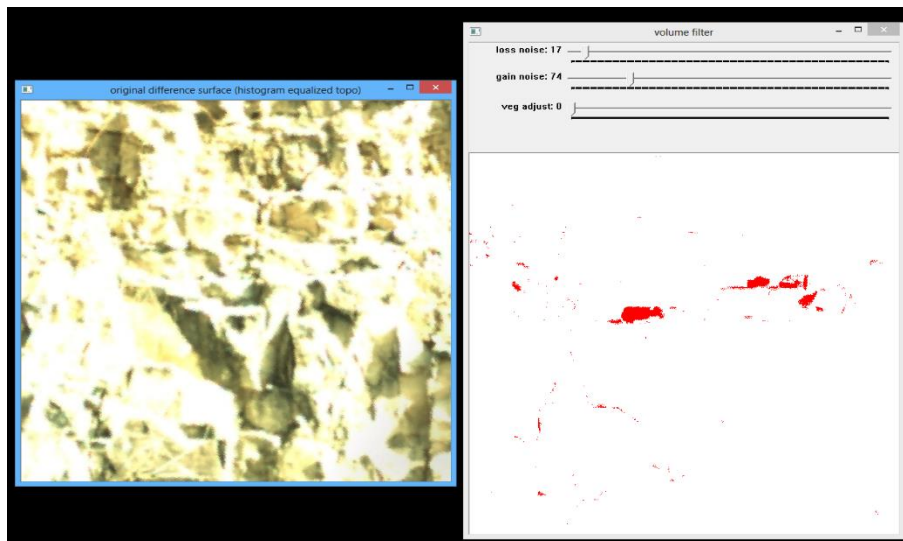 original difference surface (histogram equalized topo)
volume filter
loss noise: 17
gain noise: 74
veg adjust: 0